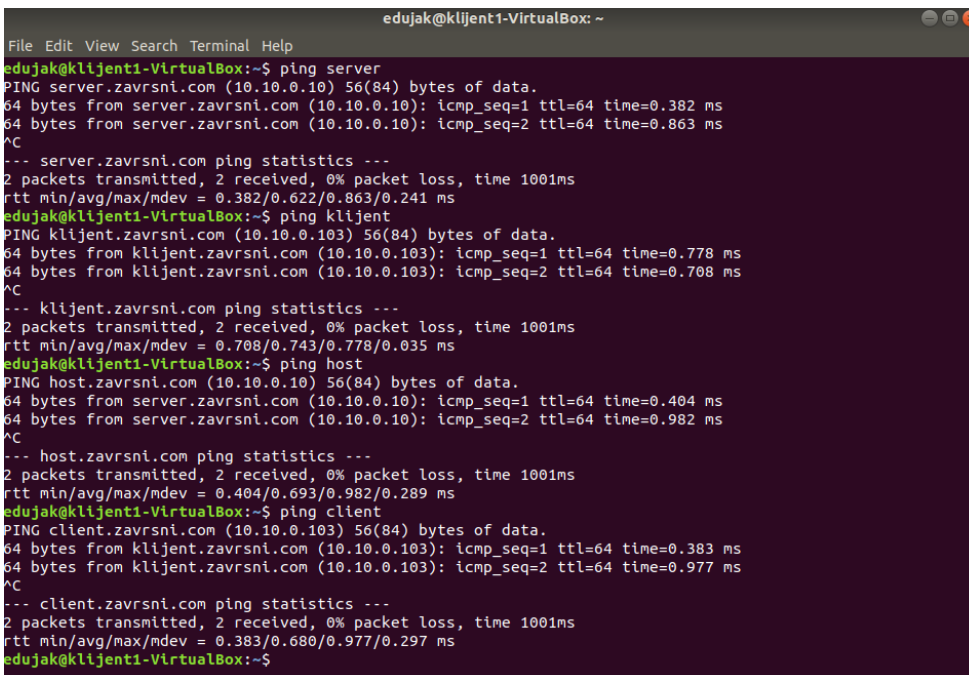 edujak@klijent1-VirtualBox: ~
File Edit View Search Terminal Help
edujak@klijent1-VirtualBox:~$ ping server
PING server.zavrsni.com (10.10.0.10) 56(84) bytes of data.
64 bytes from server.zavrsni.com (10.10.0.10): icmp_seq=1 ttl=64 time=0.382 ms
64 bytes from server.zavrsni.com (10.10.0.10): icmp_seq=2 ttl=64 time=0.863 ms
^C
--- server.zavrsni.com ping statistics ---
2 packets transmitted, 2 received, 0% packet loss, time 1001ms
rtt min/avg/max/mdev = 0.382/0.622/0.863/0.241 ms
edujak@klijent1-VirtualBox:~$ ping klijent
PING klijent.zavrsni.com (10.10.0.103) 56(84) bytes of data.
64 bytes from klijent.zavrsni.com (10.10.0.103): icmp_seq=1 ttl=64 time=0.778 ms
64 bytes from klijent.zavrsni.com (10.10.0.103): icmp_seq=2 ttl=64 time=0.708 ms
^C
--- klijent.zavrsni.com ping statistics ---
2 packets transmitted, 2 received, 0% packet loss, time 1001ms
rtt min/avg/max/mdev = 0.708/0.743/0.778/0.035 ms
edujak@klijent1-VirtualBox:~$ ping host
PING host.zavrsni.com (10.10.0.10) 56(84) bytes of data.
64 bytes from server.zavrsni.com (10.10.0.10): icmp_seq=1 ttl=64 time=0.404 ms
64 bytes from server.zavrsni.com (10.10.0.10): icmp_seq=2 ttl=64 time=0.982 ms
^C
--- host.zavrsni.com ping statistics ---
2 packets transmitted, 2 received, 0% packet loss, time 1001ms
rtt min/avg/max/mdev = 0.404/0.693/0.982/0.289 ms
edujak@klijent1-VirtualBox:~$ ping client
PING client.zavrsni.com (10.10.0.103) 56(84) bytes of data.
64 bytes from klijent.zavrsni.com (10.10.0.103): icmp_seq=1 ttl=64 time=0.383 ms
64 bytes from klijent.zavrsni.com (10.10.0.103): icmp_seq=2 ttl=64 time=0.977 ms
^C
--- client.zavrsni.com ping statistics ---
2 packets transmitted, 2 received, 0% packet loss, time 1001ms
rtt min/avg/max/mdev = 0.383/0.680/0.977/0.297 ms
edujak@klijent1-VirtualBox:~$